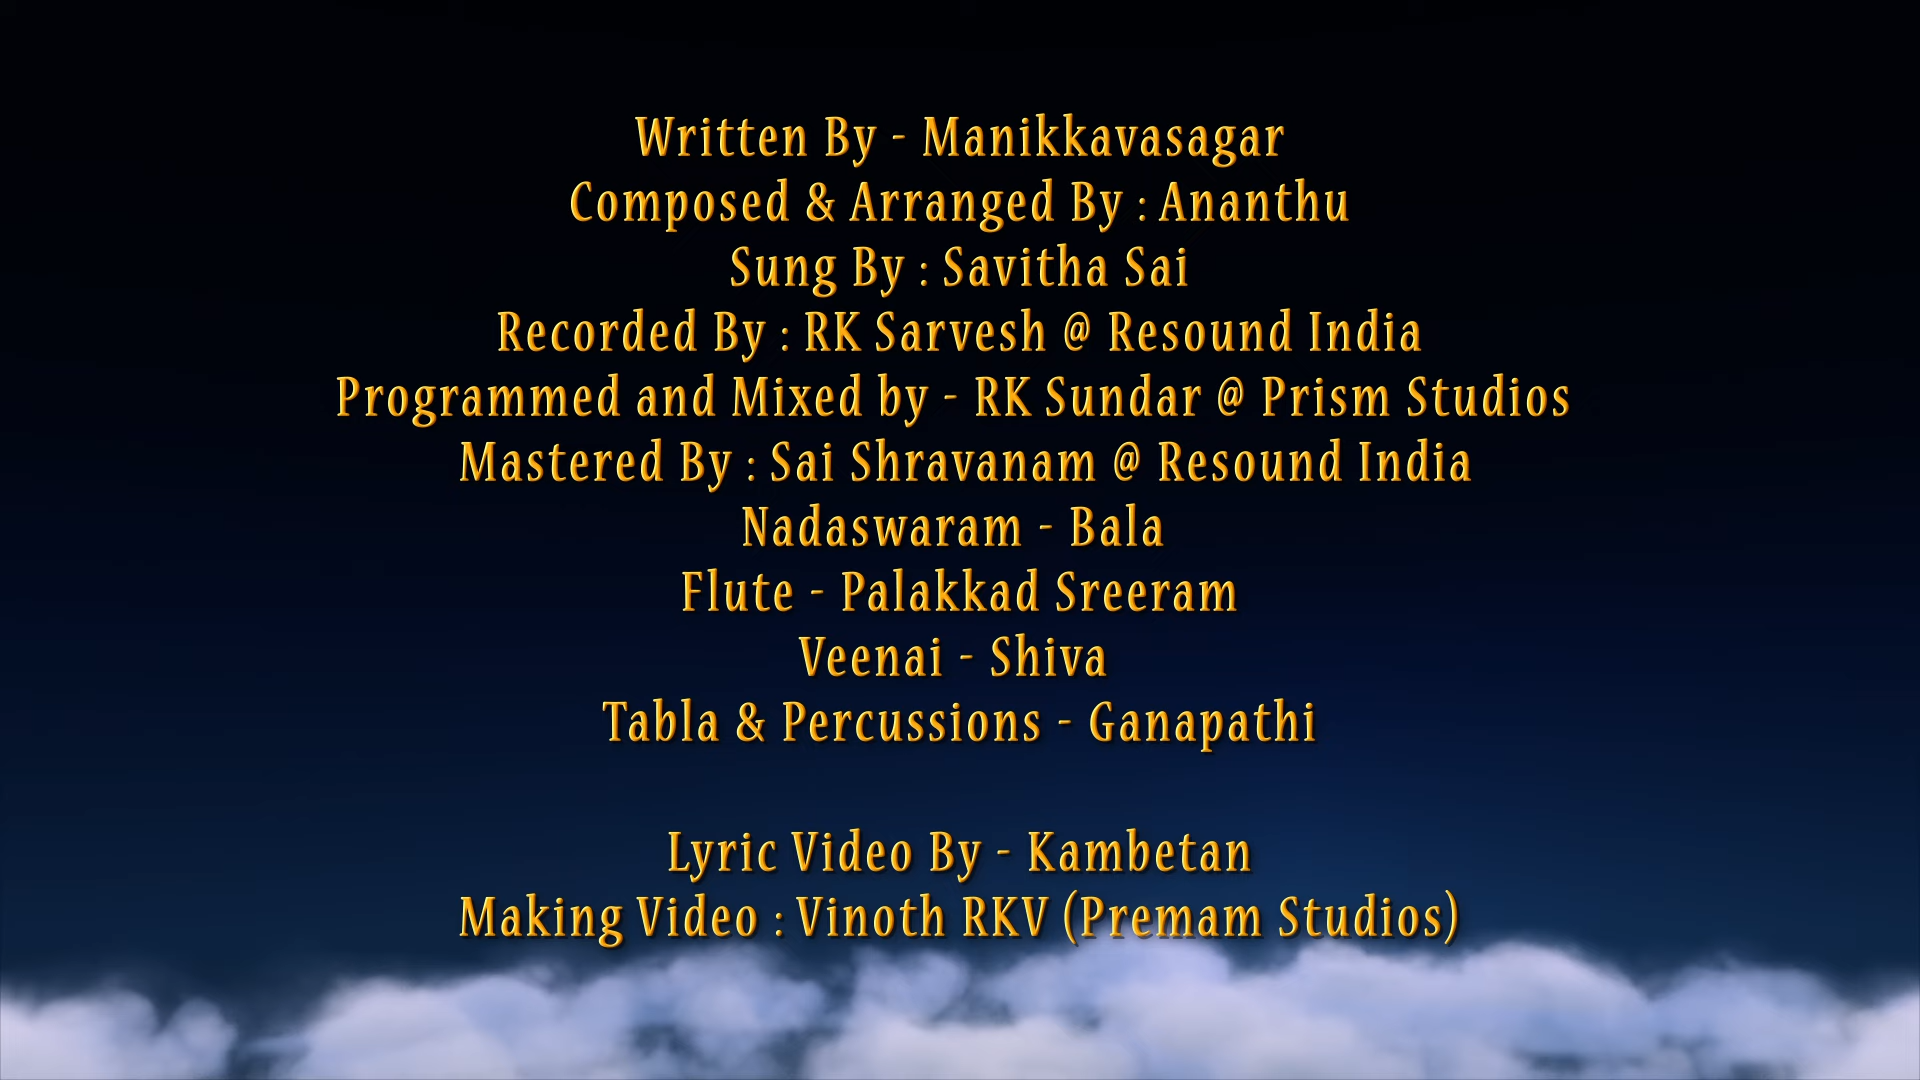 Written By - Manikkavasagar
Composed & Arranged By : Ananthu
Sung By : Savitha Sai
Recorded By : RK Sarvesh @ Resound India
Programmed and Mixed by - RK Sundar @ Prism Studios
Mastered By : Sai Shravanam @ Resound India
Nadaswaram - Bala
Flute - Palakkad Sreeram
Veenai - Shiva
Tabla & Percussions - Ganapathi
Lyric Video By - Kambetan
Making Video : Vinoth RKV (Premam Studios)